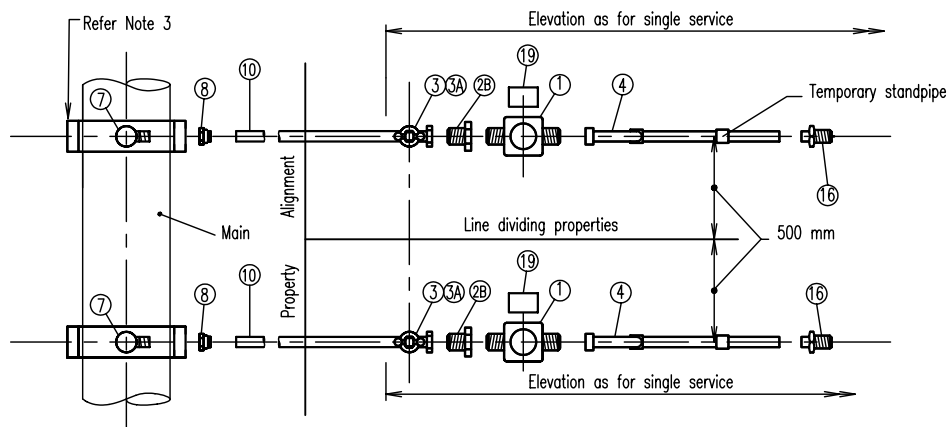 Elevation as for single service
Refer Note 3
19
10
8
7
3
3A
2B
1
4
Temporary standpipe
16
Alignment
Main
Line dividing properties
500 mm
Property
19
10
8
7
3
3A
2B
1
4
16
Elevation as for single service